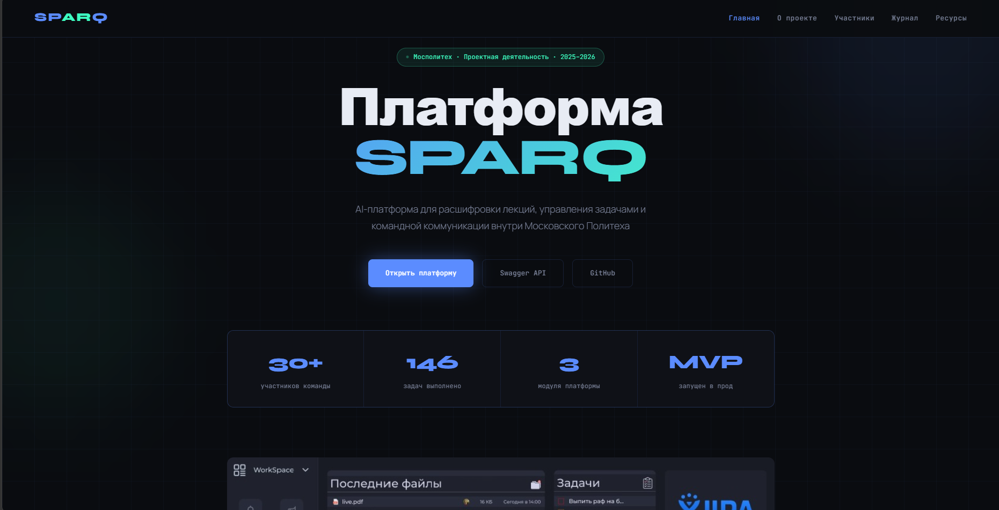 SPARQ
Главная О проекте Участники Журнал Ресурсы
Мосполитех · Проектная деятельность · 2025–2026
Платформа
SPARQ
AI-платформа для расшифровки лекций, управления задачами и
командной коммуникации внутри Московского Политеха
Открыть платформу
Swagger API
GitHub
30+
участников команды
146
задач выполнено
3
модуля платформы
MVP
запущен в прод
WorkSpace
Последние файлы
live.pdf 16 КБ Сегодня в 14:00
Задачи
Выпить раф на б...